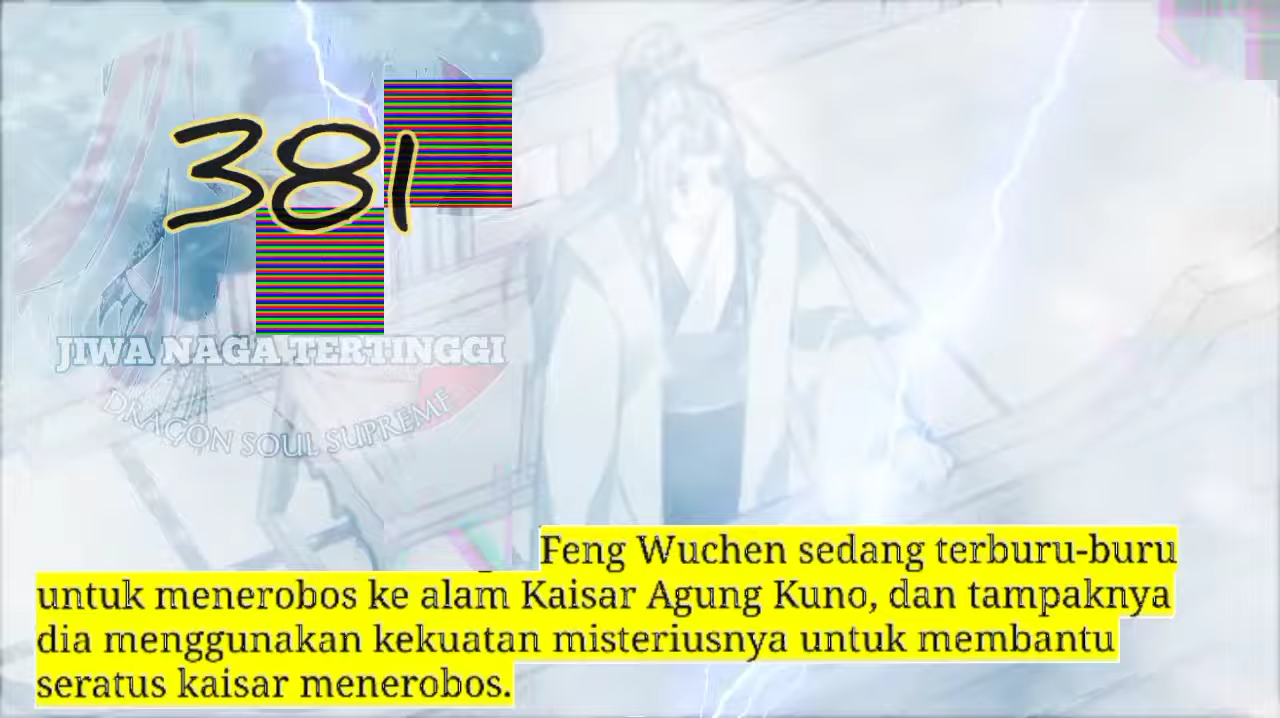 381
JIWA NAGA TERTINGGI
DRAGON SOUL SUPREME
Feng Wuchen sedang terburu-buru
untuk menerobos ke alam Kaisar Agung Kuno, dan tampaknya
dia menggunakan kekuatan misteriusnya untuk membantu
seratus kaisar menerobos.